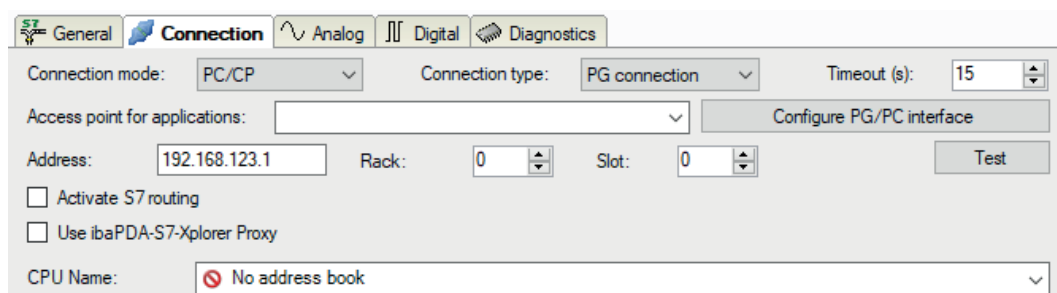 S7 General Connection Analog Digital Diagnostics
Connection mode: PC/CP Connection type: PG connection Timeout (s): 15
Access point for applications: Configure PG/PC interface
Address: 192.168.123.1 Rack: 0 Slot: 0 Test
Activate S7 routing
Use ibaPDA-S7-Xplorer Proxy
CPU Name: No address book